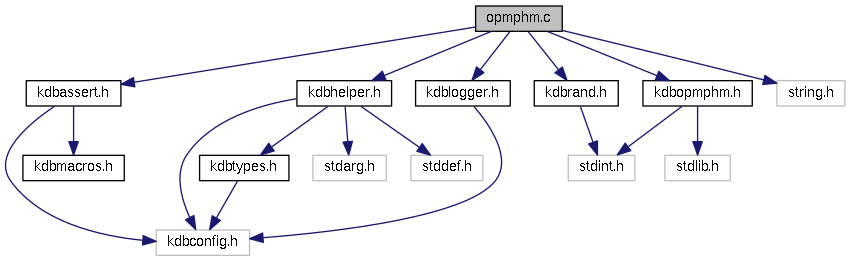 opmphm.c
kdbassert.h
kdbhelper.h
kdblogger.h
kdbrand.h
kdbopmphm.h
string.h
kdbmacros.h
kdbtypes.h
stdarg.h
stddef.h
stdint.h
stdlib.h
kdbconfig.h